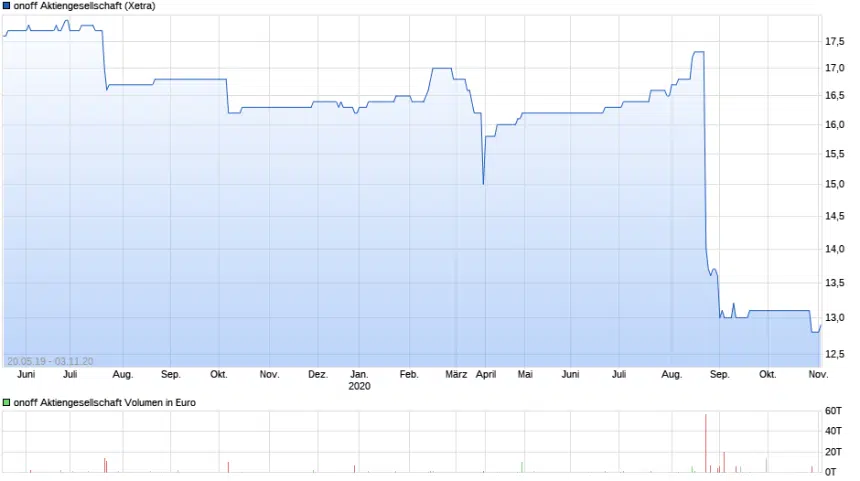 onoff Aktiengesellschaft (Xetra)
17,5
17,0
16,5
16,0
15,5
15,0
14,5
14,0
13,5
13,0
12,5
20.05.19 - 03.11.20
Juni Juli Aug. Sep. Okt. Nov. Dez. Jan. Feb. März April Mai Juni Juli Aug. Sep. Okt. Nov.
2020
onoff Aktiengesellschaft Volumen in Euro
60T
40T
20T
0T